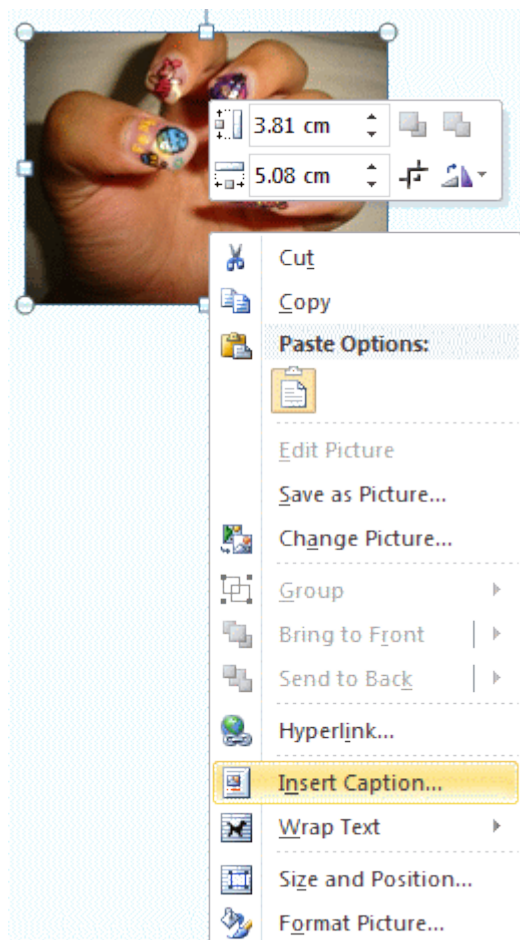 3.81 cm
5.08 cm
Cut
Copy
Paste Options:
Edit Picture
Save as Picture...
Change Picture...
Group
Bring to Front
Send to Back
Hyperlink...
Insert Caption...
Wrap Text
Size and Position...
Format Picture...